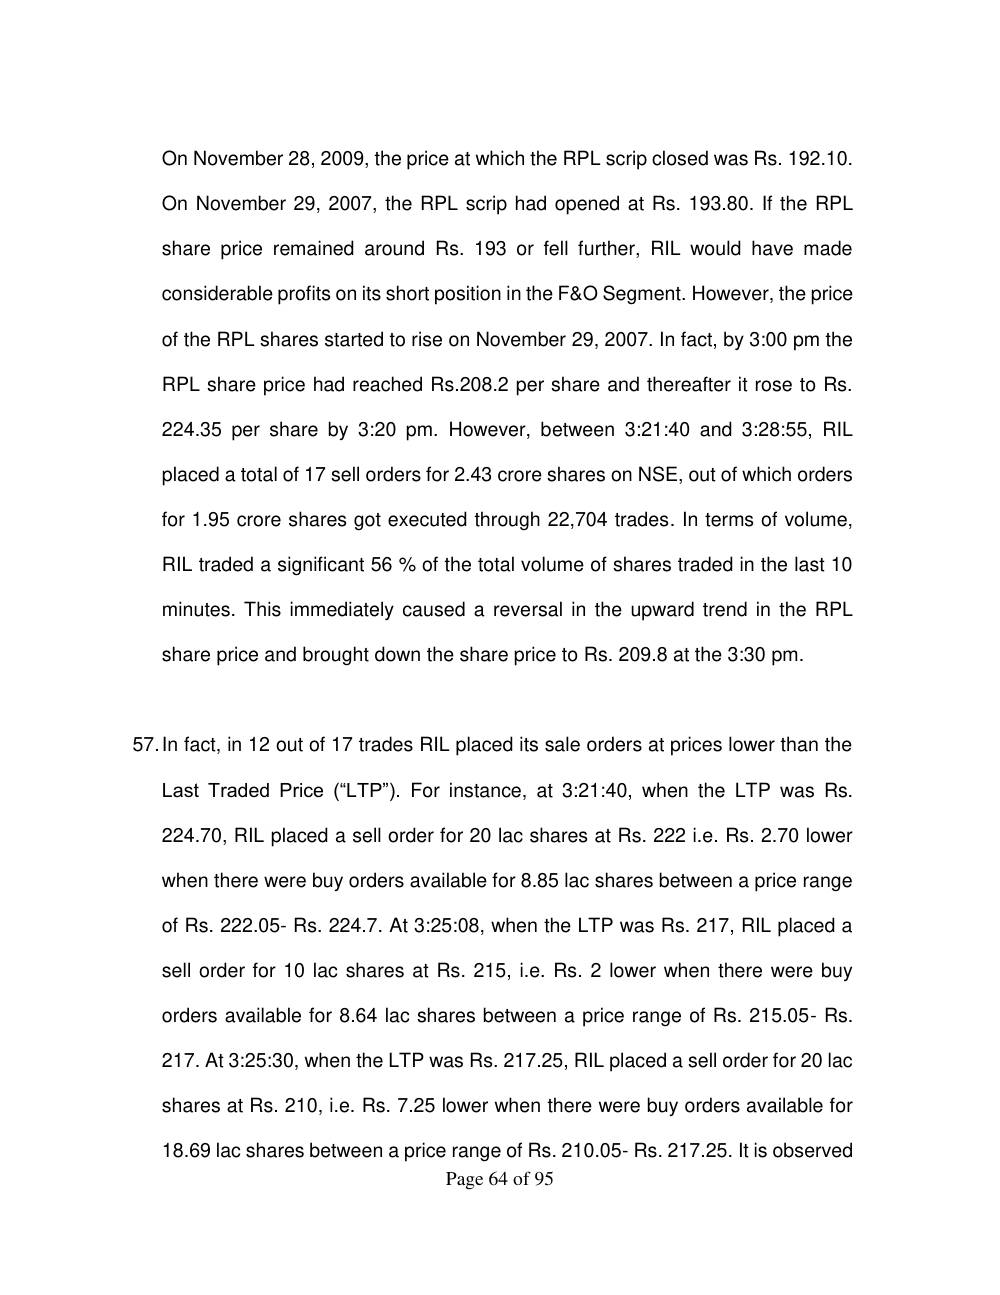 On November 28, 2009, the price at which the RPL scrip closed was Rs. 192.10.
On November 29, 2007, the RPL scrip had opened at Rs. 193.80. If the RPL
share price remained around Rs. 193 or fell further, RIL would have made
considerable profits on its short position in the F&O Segment. However, the price
of the RPL shares started to rise on November 29, 2007. In fact, by 3:00 pm the
RPL share price had reached Rs.208.2 per share and thereafter it rose to Rs.
224.35 per share by 3:20 pm. However, between 3:21:40 and 3:28:55, RIL
placed a total of 17 sell orders for 2.43 crore shares on NSE, out of which orders
for 1.95 crore shares got executed through 22,704 trades. In terms of volume,
RIL traded a significant 56 % of the total volume of shares traded in the last 10
minutes. This immediately caused a reversal in the upward trend in the RPL
share price and brought down the share price to Rs. 209.8 at the 3:30 pm.
57. In fact, in 12 out of 17 trades RIL placed its sale orders at prices lower than the
Last Traded Price (“LTP”). For instance, at 3:21:40, when the LTP was Rs.
224.70, RIL placed a sell order for 20 lac shares at Rs. 222 i.e. Rs. 2.70 lower
when there were buy orders available for 8.85 lac shares between a price range
of Rs. 222.05- Rs. 224.7. At 3:25:08, when the LTP was Rs. 217, RIL placed a
sell order for 10 lac shares at Rs. 215, i.e. Rs. 2 lower when there were buy
orders available for 8.64 lac shares between a price range of Rs. 215.05- Rs.
217. At 3:25:30, when the LTP was Rs. 217.25, RIL placed a sell order for 20 lac
shares at Rs. 210, i.e. Rs. 7.25 lower when there were buy orders available for
18.69 lac shares between a price range of Rs. 210.05- Rs. 217.25. It is observed
Page 64 of 95